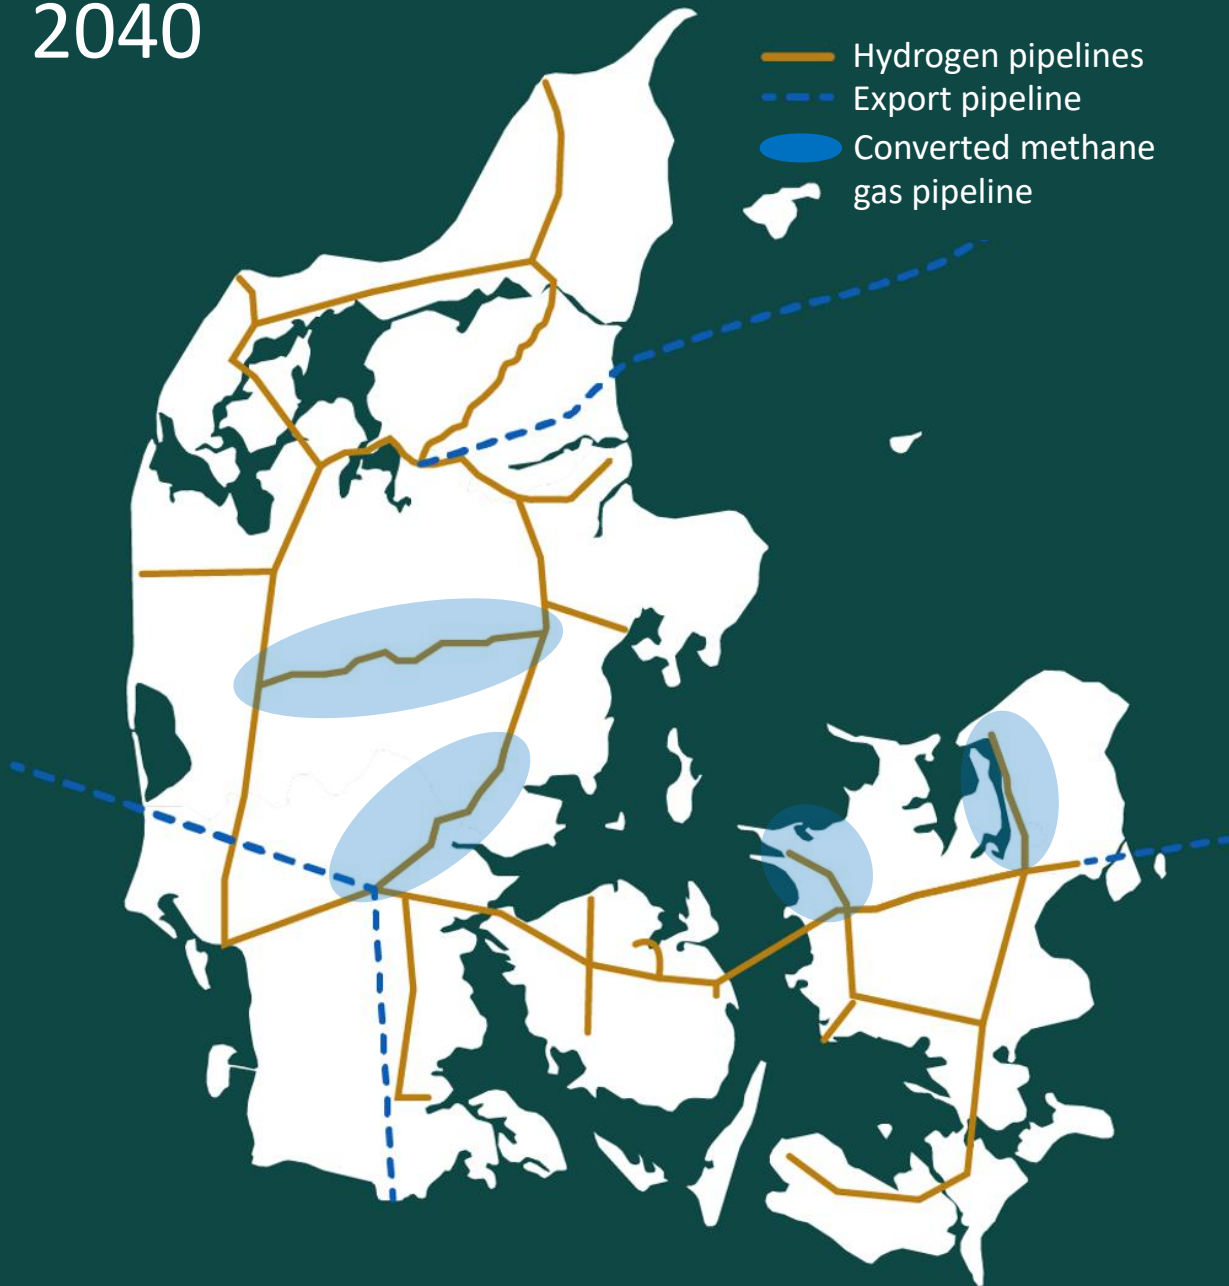 2040
Hydrogen pipelines
Export pipeline
Converted methane
gas pipeline